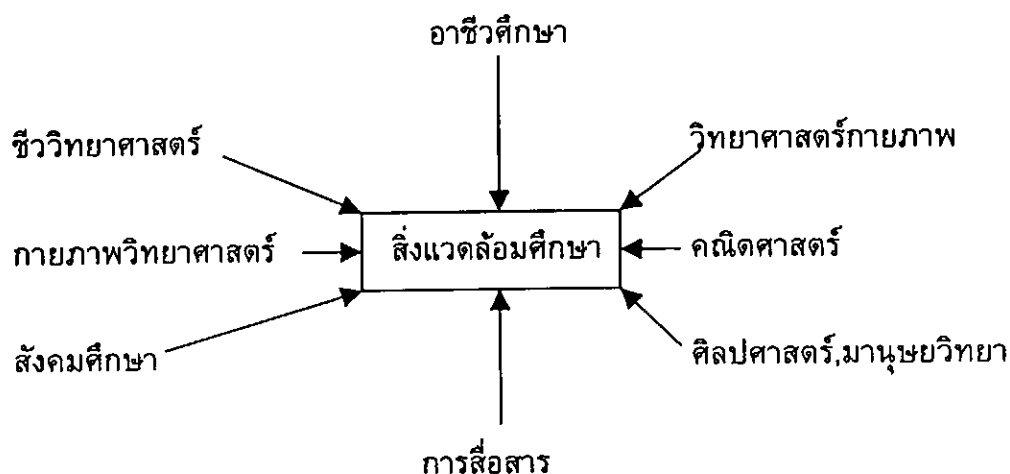 อาชีวศึกษา
ชีววิทยาศาสตร์
วิทยาศาสตร์กายภาพ
กายภาพวิทยาศาสตร์
สิ่งแวดล้อมศึกษา
คณิตศาสตร์
สังคมศึกษา
ศิลปศาสตร์,มานุษยวิทยา
การสื่อสาร